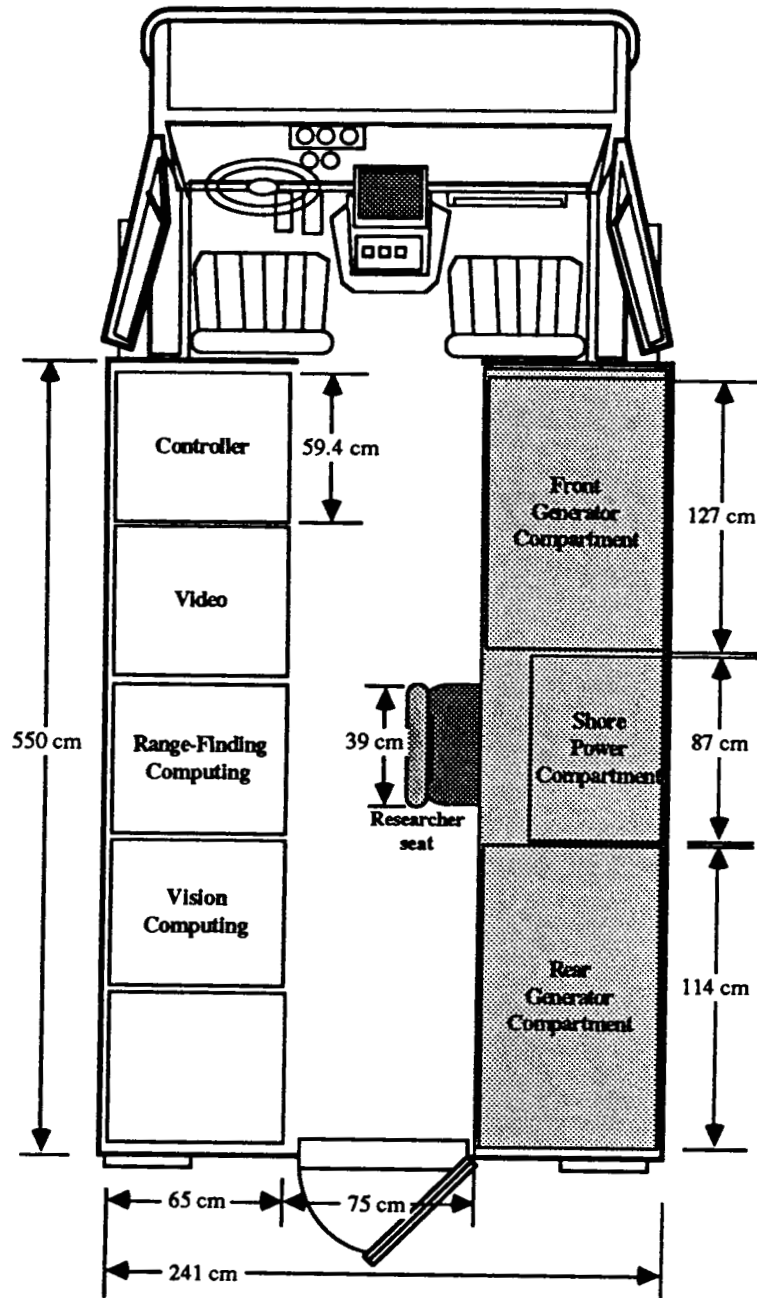 Controller
59.4 cm
Front
Generator
Compartment
127 cm
Video
550 cm
Range-Finding
Computing
39 cm
Researcher
seat
Shore
Power
Compartment
87 cm
Vision
Computing
Rear
Generator
Compartment
114 cm
65 cm
75 cm
241 cm